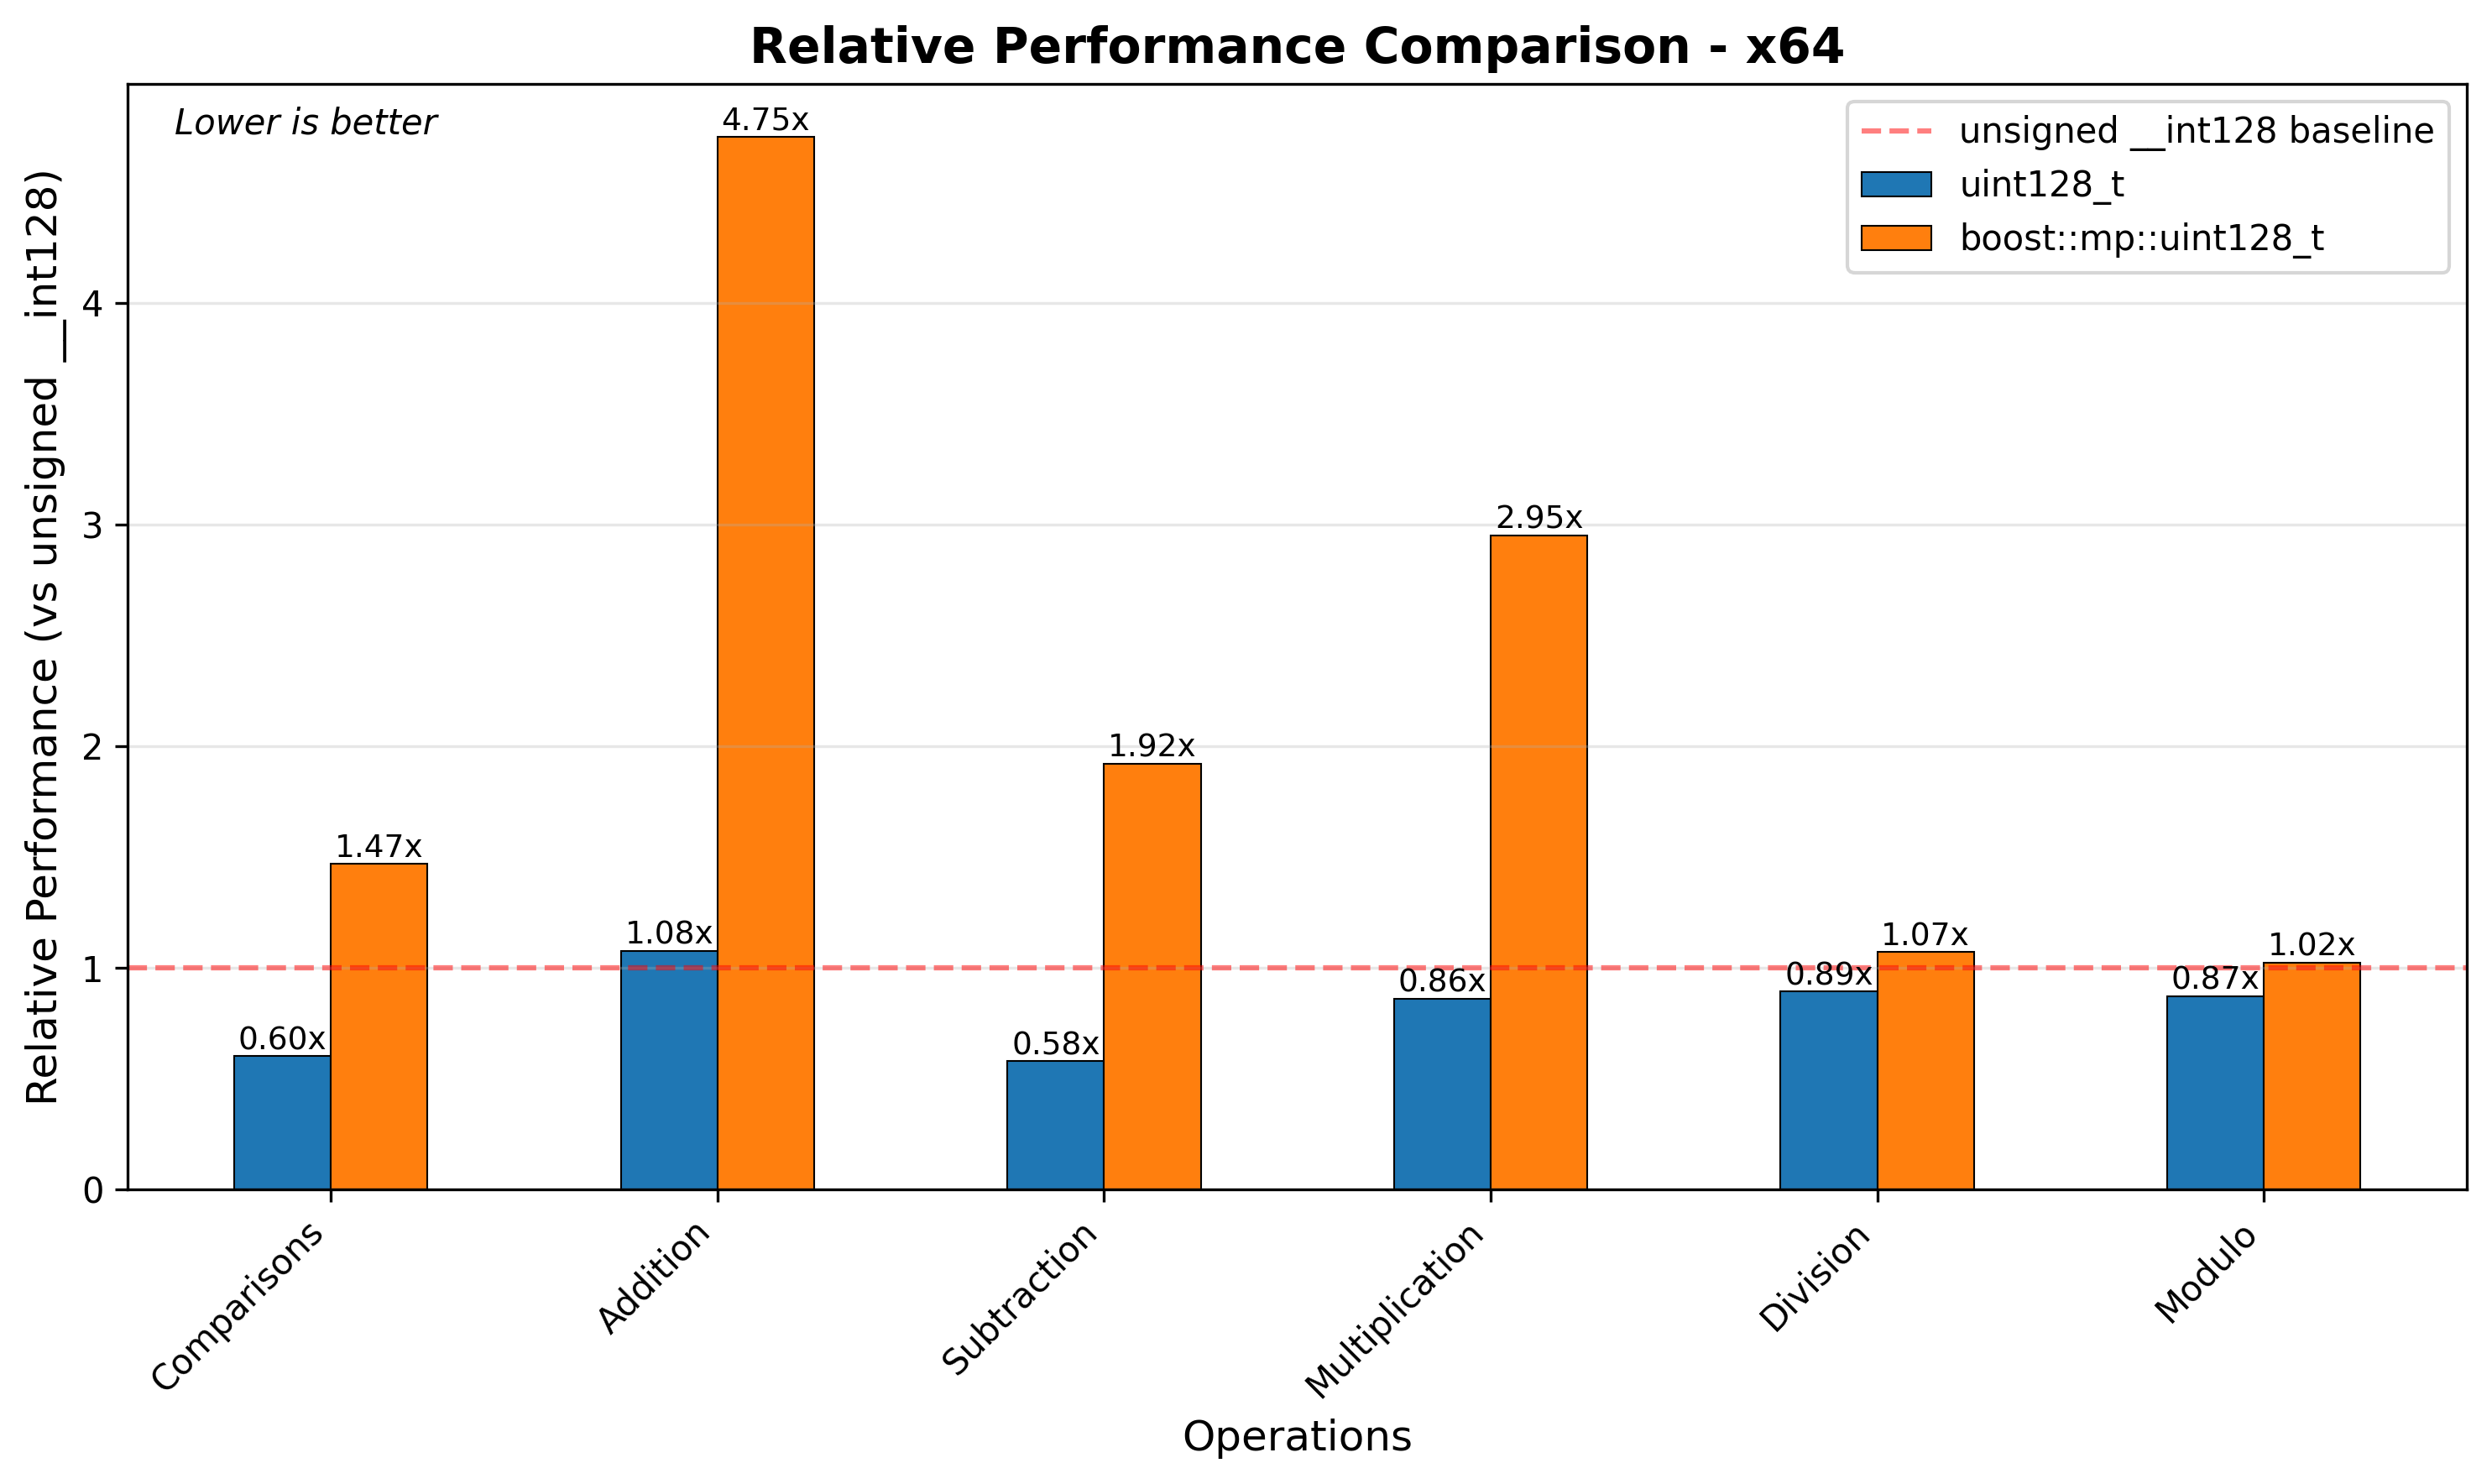 Relative Performance Comparison - x64
Lower is better
unsigned __int128 baseline
uint128_t
boost::mp::uint128_t
Relative Performance (vs unsigned __int128)
4
3
2
1
0
0.60x
1.47x
1.08x
4.75x
0.58x
1.92x
0.86x
2.95x
0.89x
1.07x
0.87x
1.02x
Comparisons
Addition
Subtraction
Multiplication
Division
Modulo
Operations